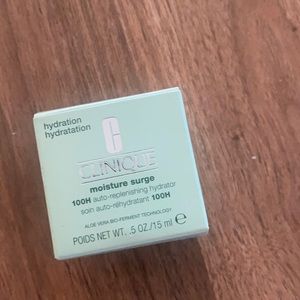 hydration
hydratation
C
CLINIQUE
moisture surge
100H auto-replenishing hydrator
soin auto-réhydratant 100H
ALOE VERA BIO-FERMENT TECHNOLOGY
POIDS NET WT. .5 OZ./15 ml ℮